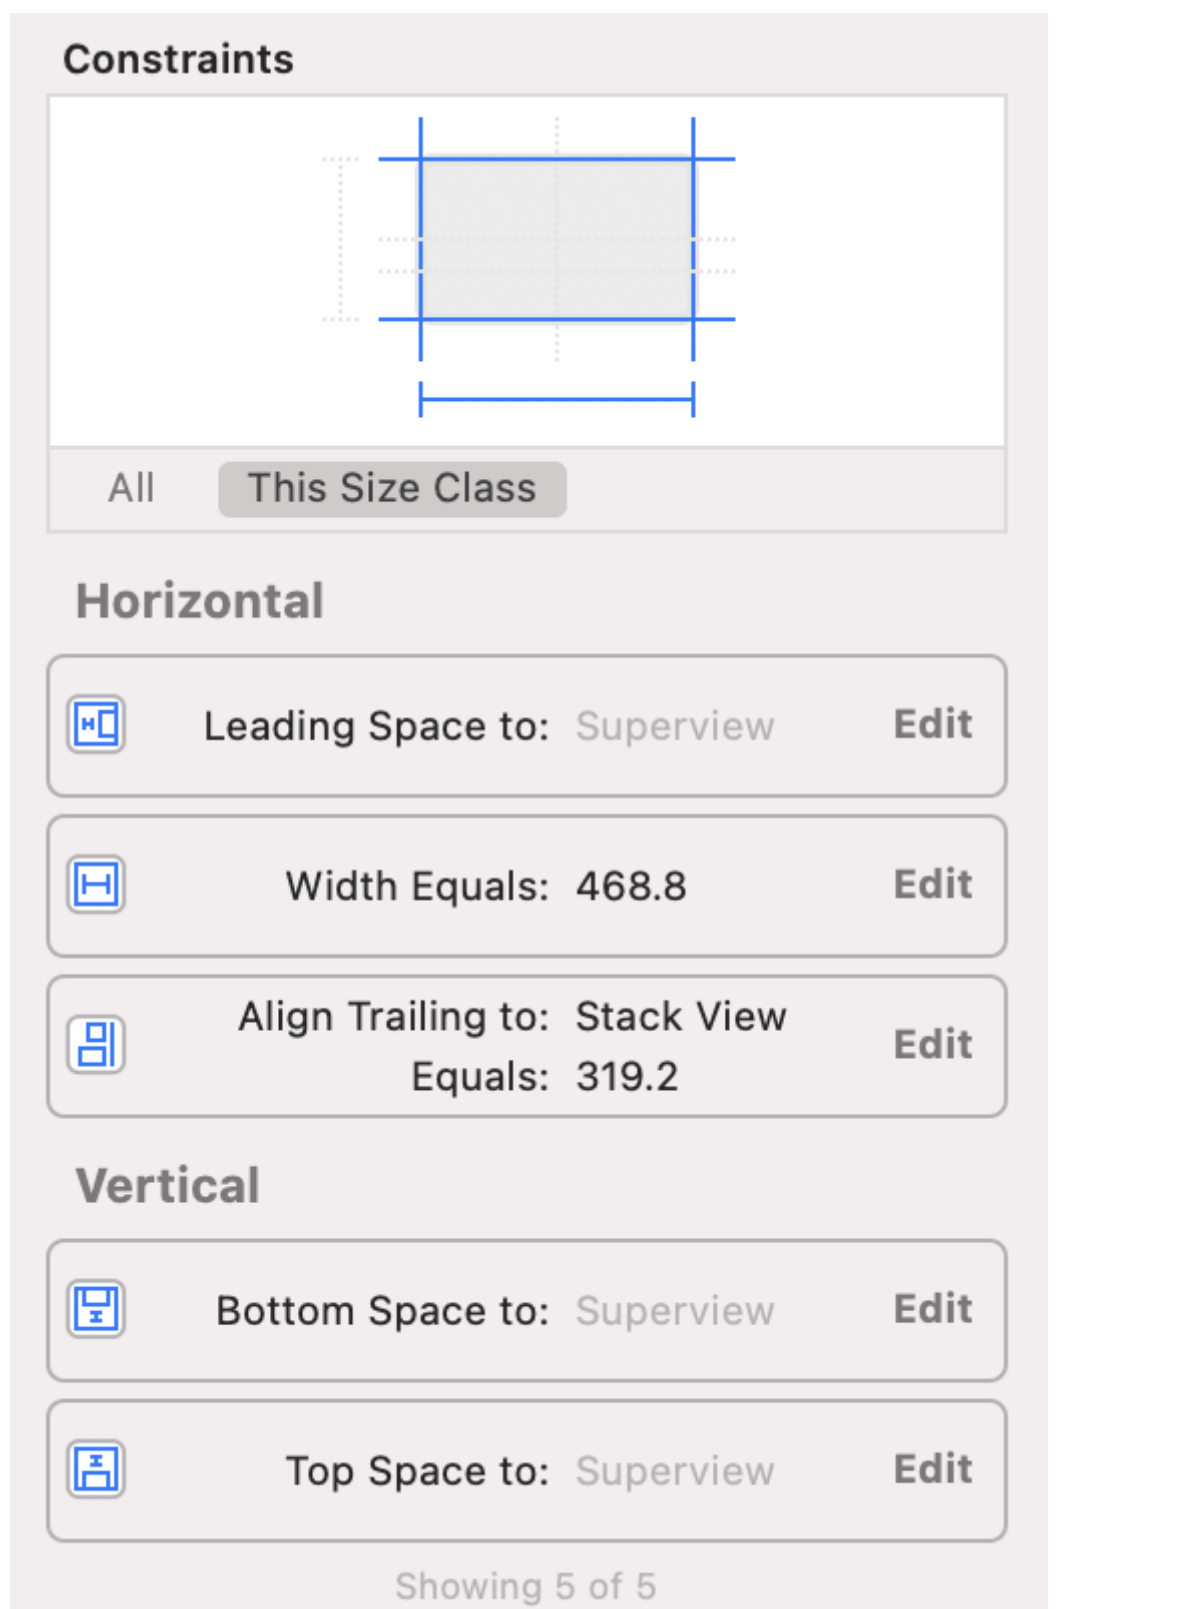 Constraints
All This Size Class
Horizontal
Leading Space to: Superview Edit
Width Equals: 468.8 Edit
Align Trailing to: Stack View
Equals: 319.2 Edit
Vertical
Bottom Space to: Superview Edit
Top Space to: Superview Edit
Showing 5 of 5